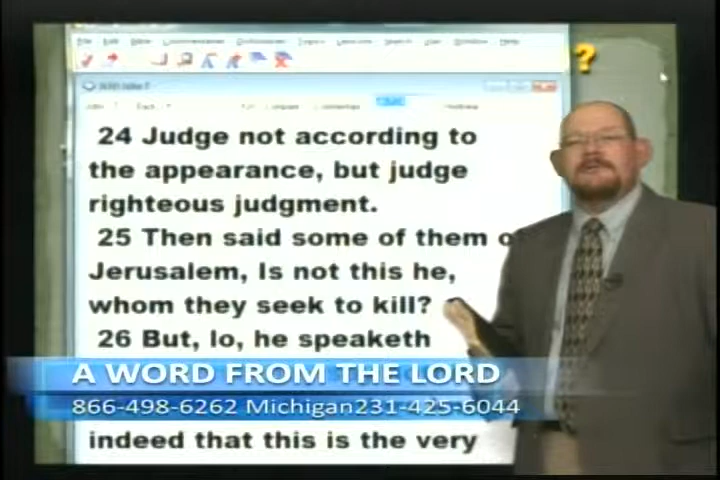 ?
24 Judge not according to
the appearance, but judge
righteous judgment.
25 Then said some of them
Jerusalem, Is not this he,
whom they seek to kill?
26 But, lo, he speaketh
A WORD FROM THE LORD
866-498-6262 Michigan231-425-6044
indeed that this is the very